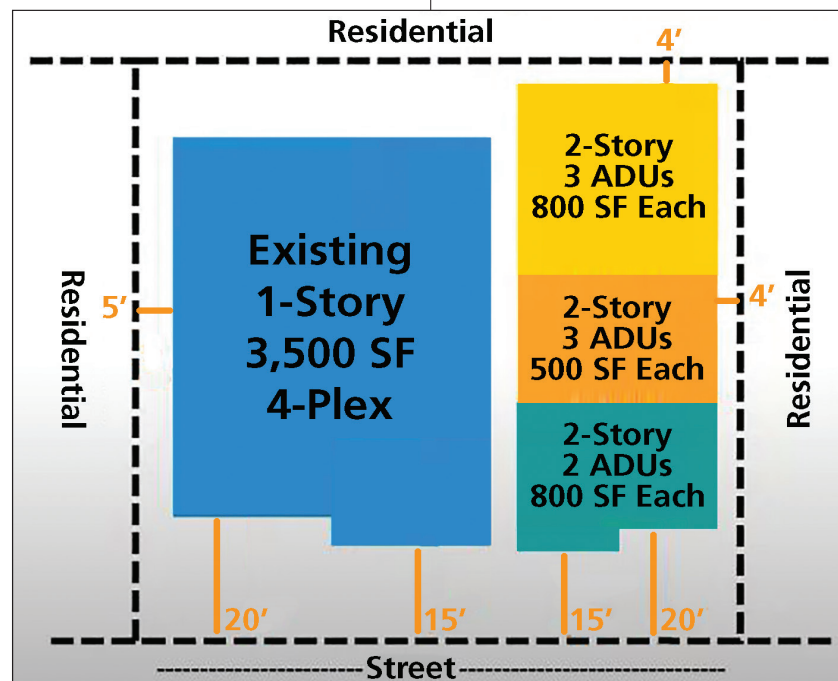 Residential
4’
2-Story
3 ADUs
800 SF Each
Existing
1-Story
3,500 SF
4-Plex
Residential
5’
4’
Residential
2-Story
3 ADUs
500 SF Each
2-Story
2 ADUs
800 SF Each
20’
15’
15’
20’
Street